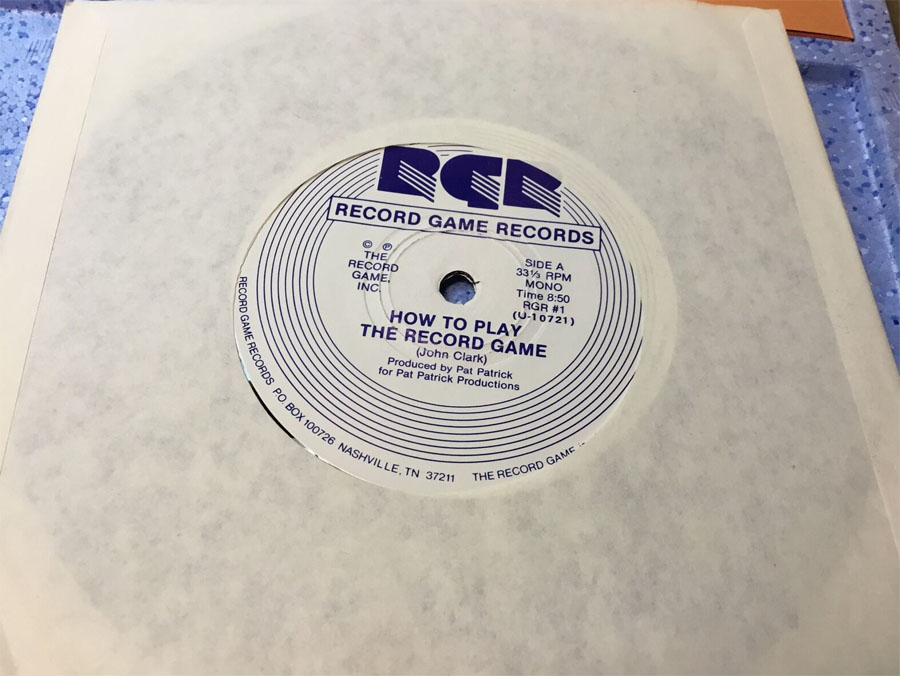 RGR
RECORD GAME RECORDS
© ℗
THE
RECORD
GAME,
INC.
SIDE A
33⅓ RPM
MONO
Time 8:50
RGR #1
(U-10721)
HOW TO PLAY
THE RECORD GAME
(John Clark)
Produced by Pat Patrick
for Pat Patrick Productions
RECORD GAME RECORDS P.O. BOX 100726 NASHVILLE, TN 37211 THE RECORD GAME